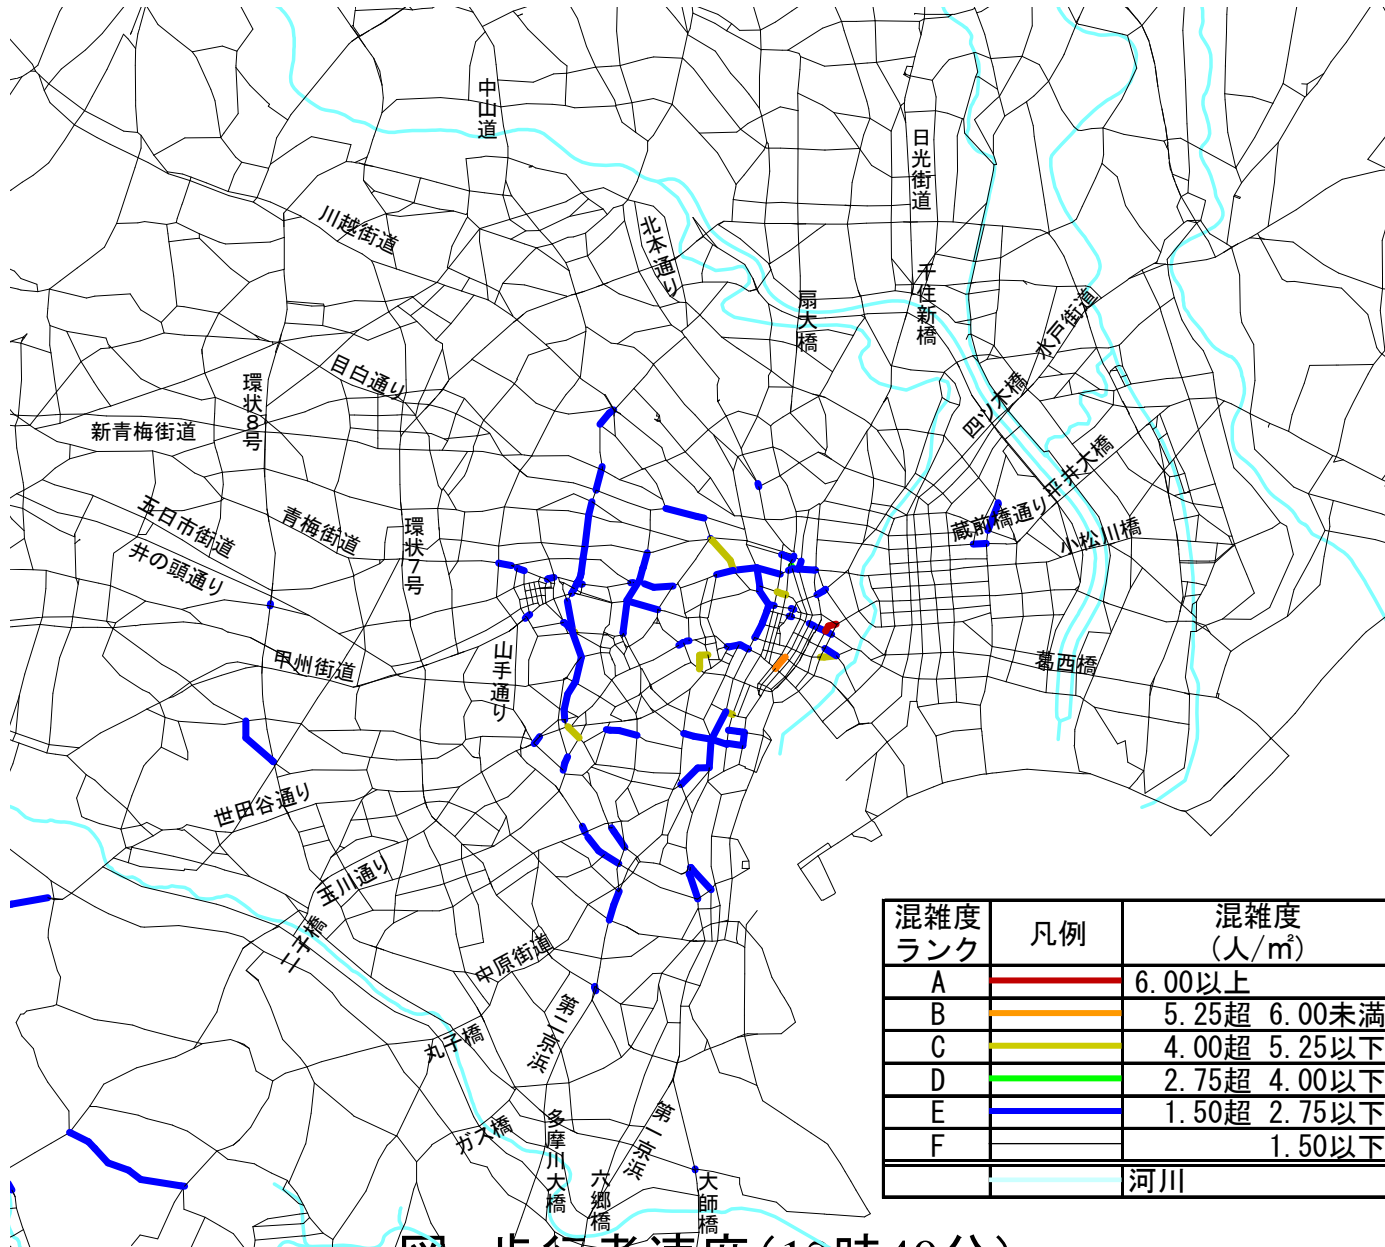 中山道
日光街道
川越街道
北本通り
千住新橋
扇大橋
水戸街道
目白通り
環状8号
四ツ木橋
新青梅街道
平井大橋
五日市街道
青梅街道
環状7号
蔵前橋通り
小松川橋
井の頭通り
甲州街道
山手通り
葛西橋
世田谷通り
玉川通り
二子橋
中原街道
第二京浜
丸子橋
ガス橋
多摩川大橋
第一京浜
六郷橋
大師橋
混雑度ランク 凡例 混雑度(人/㎡)
A 6.00以上
B 5.25超 6.00未満
C 4.00超 5.25以下
D 2.75超 4.00以下
E 1.50超 2.75以下
F 1.50以下
河川